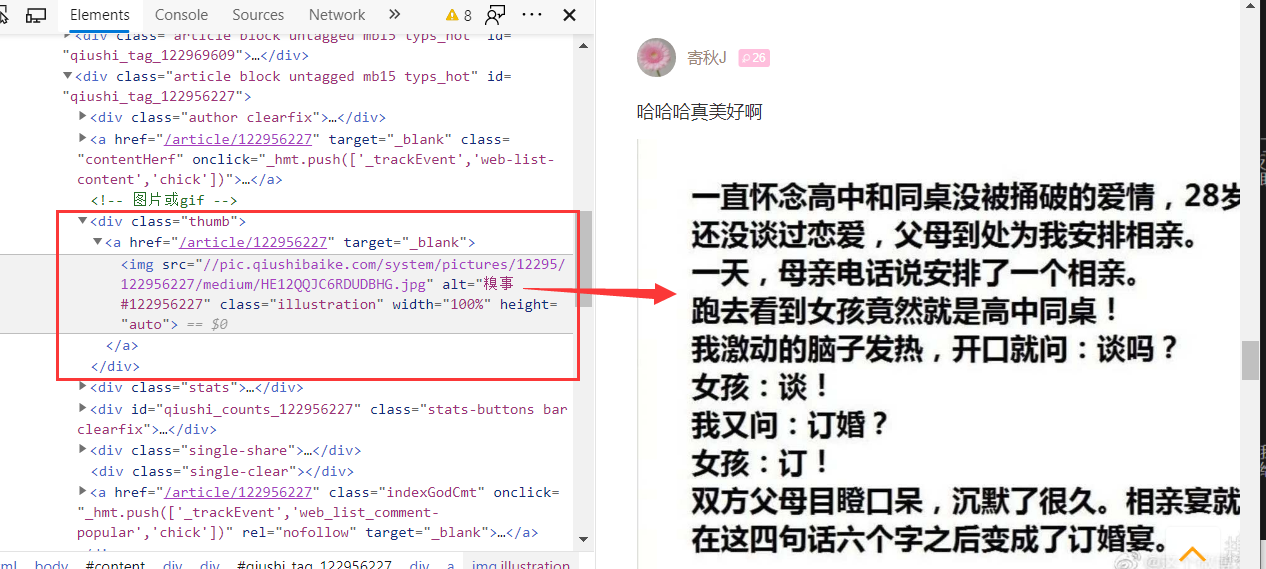 Elements Console Sources Network 8
<div class="article block untagged mb15 typs_hot" id=
"qiushi_tag_122969609">…</div>
<div class="article block untagged mb15 typs_hot" id=
"qiushi_tag_122956227">
<div class="author clearfix">…</div>
<a href="/article/122956227" target="_blank" class=
"contentHerf" onclick="_hmt.push(['_trackEvent','web-list-
content','chick'])">…</a>
<!-- 图片或gif -->
<div class="thumb">
<a href="/article/122956227" target="_blank">
<img src="//pic.qiushibaike.com/system/pictures/12295/
122956227/medium/HE12QQJC6RDUDBHG.jpg" alt="糗事
#122956227" class="illustration" width="100%" height=
"auto"> == $0
</a>
</div>
<div class="stats">…</div>
<div id="qiushi_counts_122956227" class="stats-buttons bar
clearfix">…</div>
<div class="single-share">…</div>
<div class="single-clear"></div>
<a href="/article/122956227" class="indexGodCmt" onclick=
"_hmt.push(['_trackEvent','web_list_comment-
popular','chick'])" rel="nofollow" target="_blank">…</a>
ml body #content div div #qiushi_tag_122956227 div a img.illustration
寄秋J 26
哈哈哈真美好啊
一直怀念高中和同桌没被捅破的爱情，28岁
还没谈过恋爱，父母到处为我安排相亲。
一天，母亲电话说安排了一个相亲。
跑去看到女孩竟然就是高中同桌！
我激动的脑子发热，开口就问：谈吗？
女孩：谈！
我又问：订婚？
女孩：订！
双方父母目瞪口呆，沉默了很久。相亲宴就
在这四句话六个字之后变成了订婚宴。